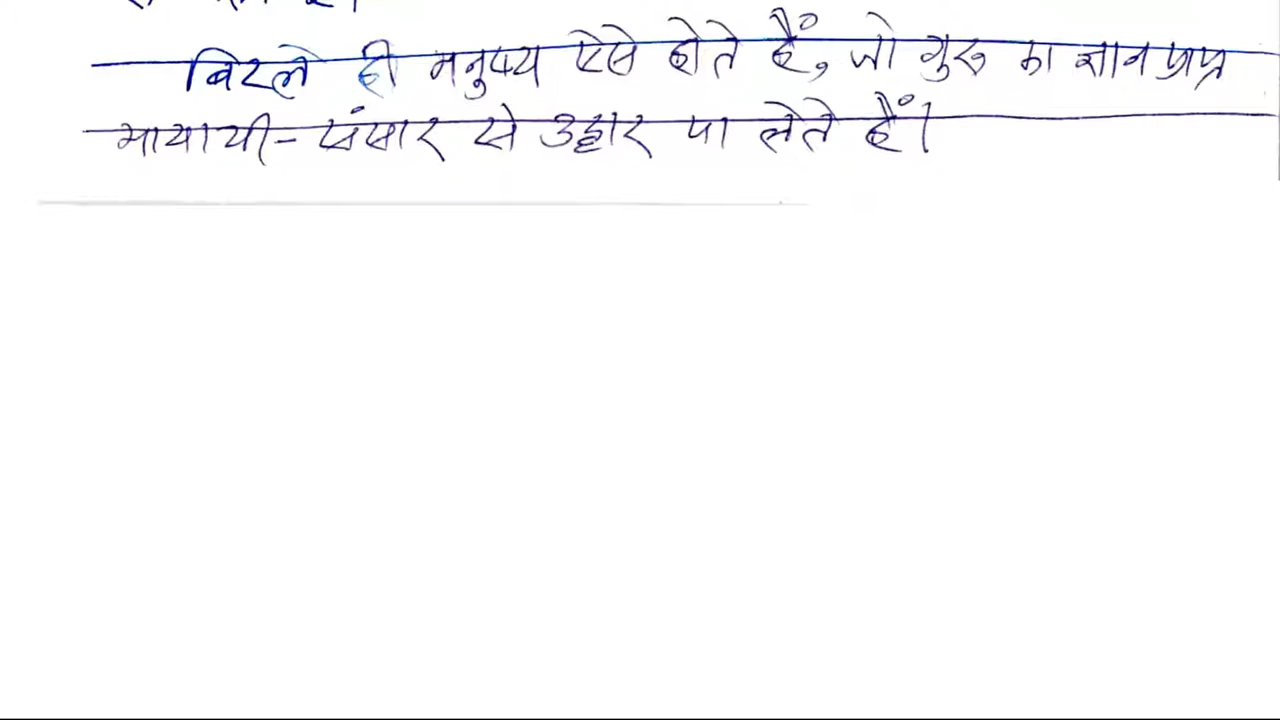 बिरले ही मनुष्य ऐसे होते हैं, जो गुरु का ज्ञान प्राप्त
मायावी-संसार से उद्धार पा लेते हैं।